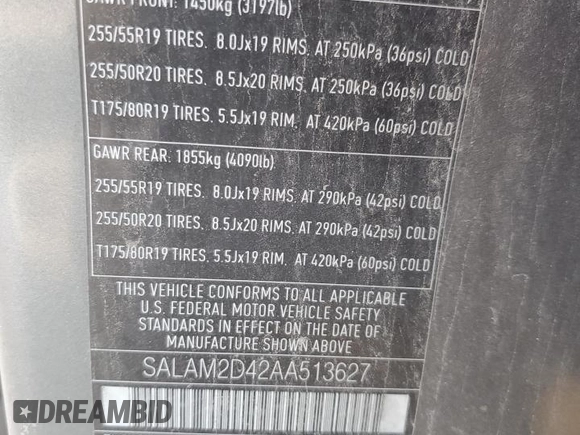 GAWR FRONT: 1450kg (3197lb)
255/55R19 TIRES. 8.0Jx19 RIMS. AT 250kPa (36psi) COLD
255/50R20 TIRES. 8.5Jx20 RIMS. AT 250kPa (36psi) COLD
T175/80R19 TIRES. 5.5Jx19 RIM. AT 420kPa (60psi) COLD
GAWR REAR: 1855kg (4090lb)
255/55R19 TIRES. 8.0Jx19 RIMS. AT 290kPa (42psi) COLD
255/50R20 TIRES. 8.5Jx20 RIMS. AT 290kPa (42psi) COLD
T175/80R19 TIRES. 5.5Jx19 RIM. AT 420kPa (60psi) COLD
THIS VEHICLE CONFORMS TO ALL APPLICABLE
U.S. FEDERAL MOTOR VEHICLE SAFETY
STANDARDS IN EFFECT ON THE DATE OF
MANUFACTURE SHOWN ABOVE
SALAM2D42AA513627
DREAMBID